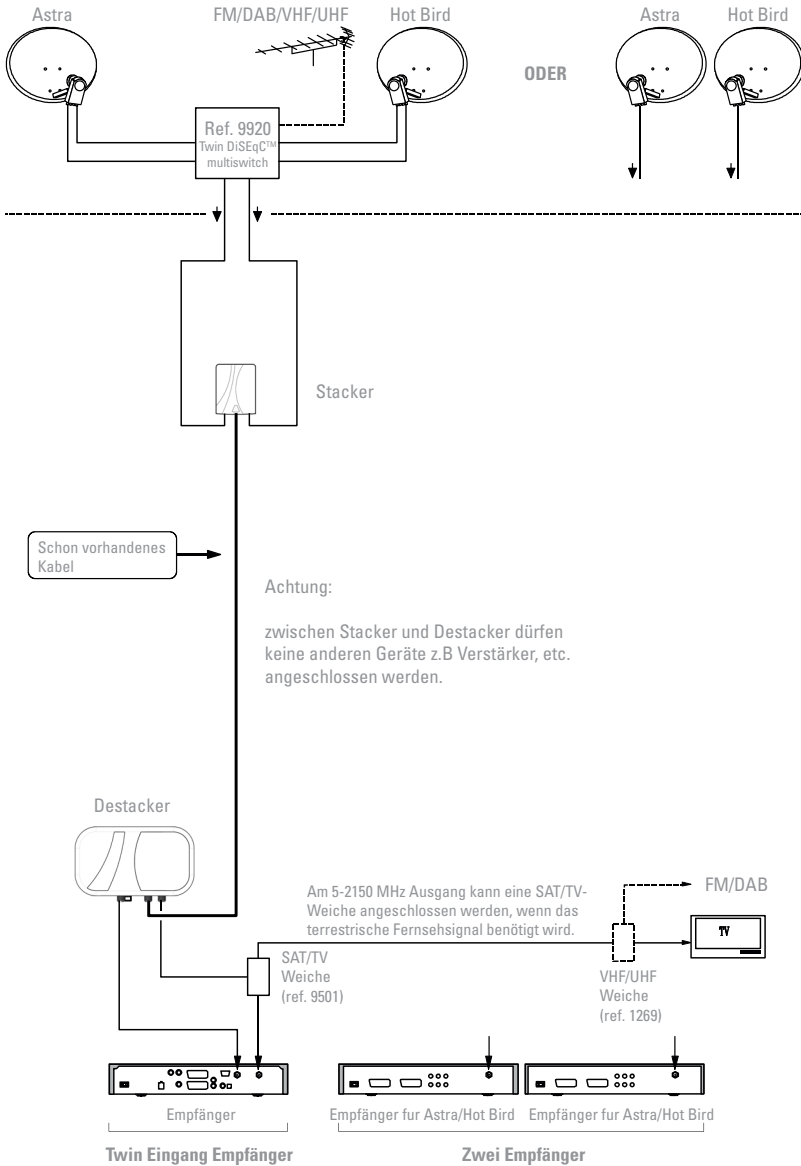 Astra
FM/DAB/VHF/UHF
Hot Bird
ODER
Astra
Hot Bird
Ref. 9920
Twin DiSEqC™
multiswitch
Stacker
Schon vorhandenes
Kabel
Achtung:
zwischen Stacker und Destacker dürfen
keine anderen Geräte z.B Verstärker, etc.
angeschlossen werden.
Destacker
Am 5-2150 MHz Ausgang kann eine SAT/TV-
Weiche angeschlossen werden, wenn das
terrestrische Fernsehsignal benötigt wird.
FM/DAB
TV
SAT/TV
Weiche
(ref. 9501)
VHF/UHF
Weiche
(ref. 1269)
Empfänger
Empfänger fur Astra/Hot Bird
Empfänger fur Astra/Hot Bird
Twin Eingang Empfänger
Zwei Empfänger